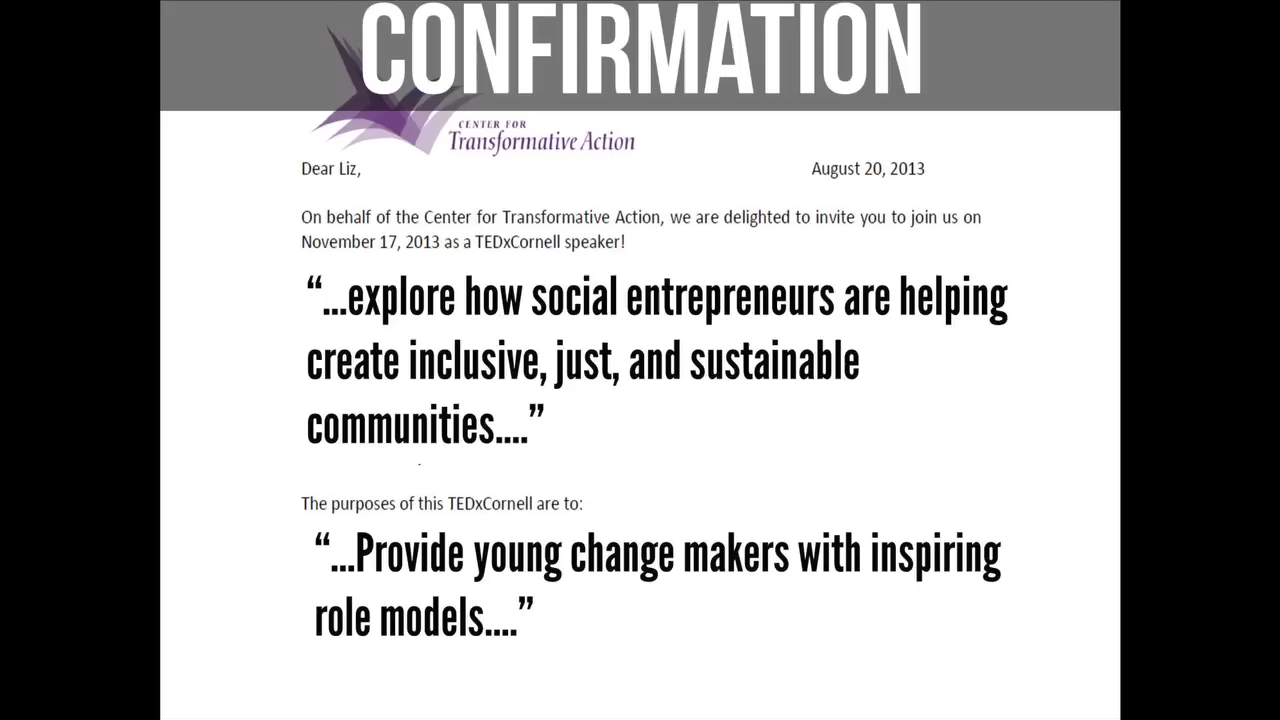 CONFIRMATION
CENTER FOR
Transformative Action
Dear Liz, August 20, 2013
On behalf of the Center for Transformative Action, we are delighted to invite you to join us on
November 17, 2013 as a TEDxCornell speaker!
“...explore how social entrepreneurs are helping
create inclusive, just, and sustainable
communities....”
The purposes of this TEDxCornell are to:
“...Provide young change makers with inspiring
role models....”